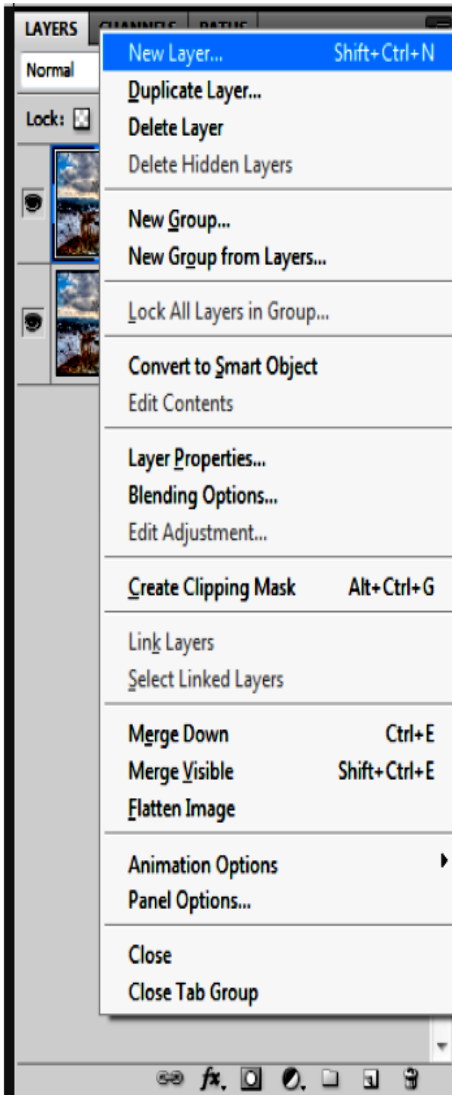 LAYERS CHANNELS PATHS
Normal
Lock:
New Layer... Shift+Ctrl+N
Duplicate Layer...
Delete Layer
Delete Hidden Layers
New Group...
New Group from Layers...
Lock All Layers in Group...
Convert to Smart Object
Edit Contents
Layer Properties...
Blending Options...
Edit Adjustment...
Create Clipping Mask Alt+Ctrl+G
Link Layers
Select Linked Layers
Merge Down Ctrl+E
Merge Visible Shift+Ctrl+E
Flatten Image
Animation Options
Panel Options...
Close
Close Tab Group
fx.